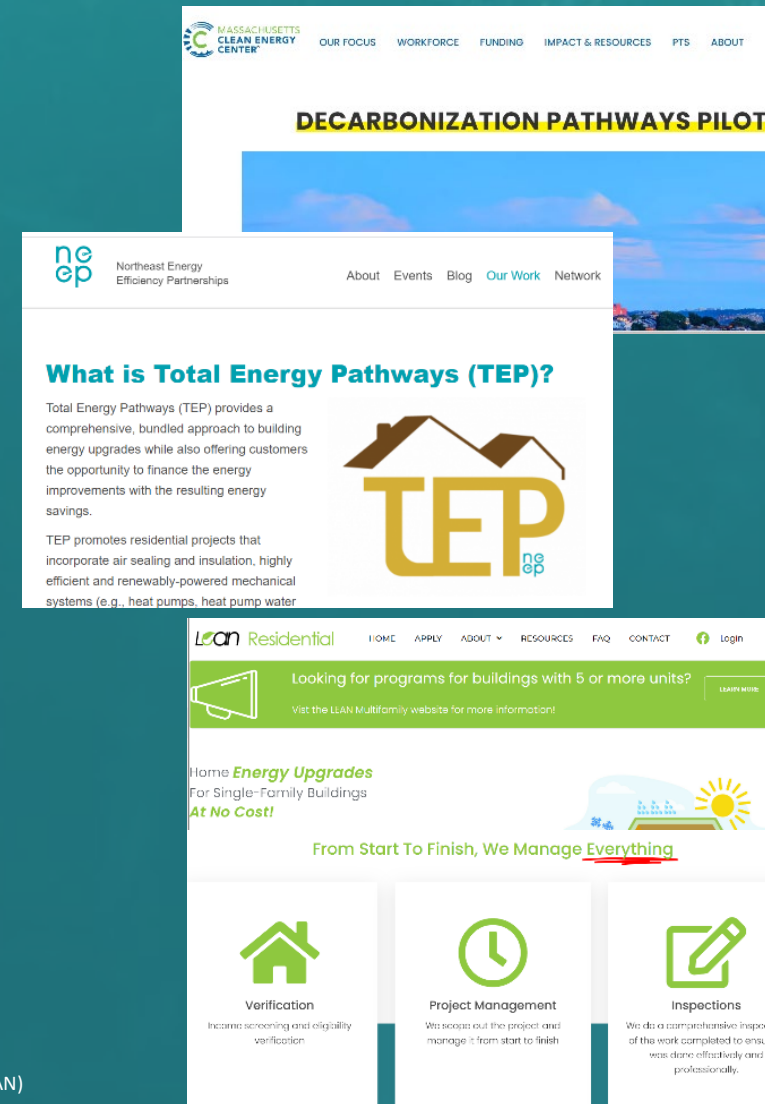 MASSACHUSETTS
CLEAN ENERGY
CENTER
OUR FOCUS WORKFORCE FUNDING IMPACT & RESOURCES PTS ABOUT
DECARBONIZATION PATHWAYS PILOT
ne
ep
Northeast Energy
Efficiency Partnerships
About Events Blog Our Work Network
What is Total Energy Pathways (TEP)?
Total Energy Pathways (TEP) provides a
comprehensive, bundled approach to building
energy upgrades while also offering customers
the opportunity to finance the energy
improvements with the resulting energy
savings.
TEP promotes residential projects that
incorporate air sealing and insulation, highly
efficient and renewably-powered mechanical
systems (e.g., heat pumps, heat pump water
TEP
ne
ep
Lean Residential
HOME APPLY ABOUT RESOURCES FAQ CONTACT Login
Looking for programs for buildings with 5 or more units?
LEARN MORE
Vist the LEAN Multifamily website for more information!
Home Energy Upgrades
For Single-Family Buildings
At No Cost!
From Start To Finish, We Manage Everything
Verification
Income screening and eligibility
verification
Project Management
We scope out the project and
manage it from start to finish
Inspections
We do a comprehensive inspec
of the work completed to ensu
was done effectively and
professionally.
AN)